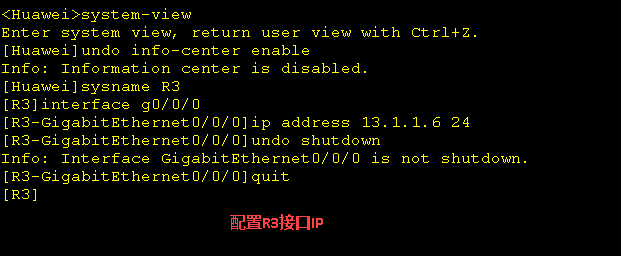 <Huawei>system-view
Enter system view, return user view with Ctrl+Z.
[Huawei]undo info-center enable
Info: Information center is disabled.
[Huawei]sysname R3
[R3]interface g0/0/0
[R3-GigabitEthernet0/0/0]ip address 13.1.1.6 24
[R3-GigabitEthernet0/0/0]undo shutdown
Info: Interface GigabitEthernet0/0/0 is not shutdown.
[R3-GigabitEthernet0/0/0]quit
[R3]
配置R3接口IP